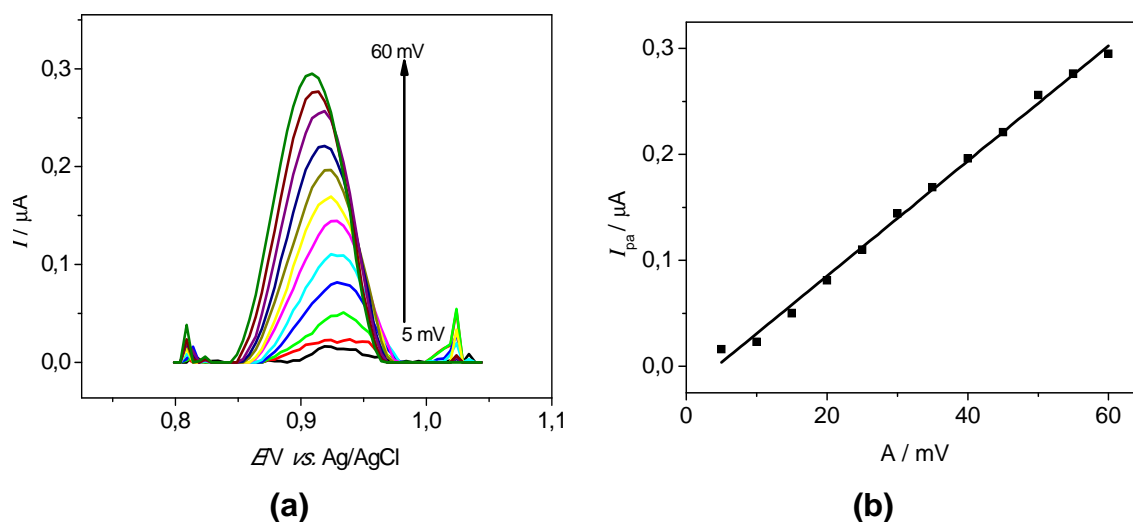 0,3
0,2
0,1
0,0
I / µA
60 mV
5 mV
0,8
0,9
1,0
1,1
E/V vs. Ag/AgCl
(a)
0,3
0,2
0,1
0,0
Ipa / µA
0
20
40
60
A / mV
(b)